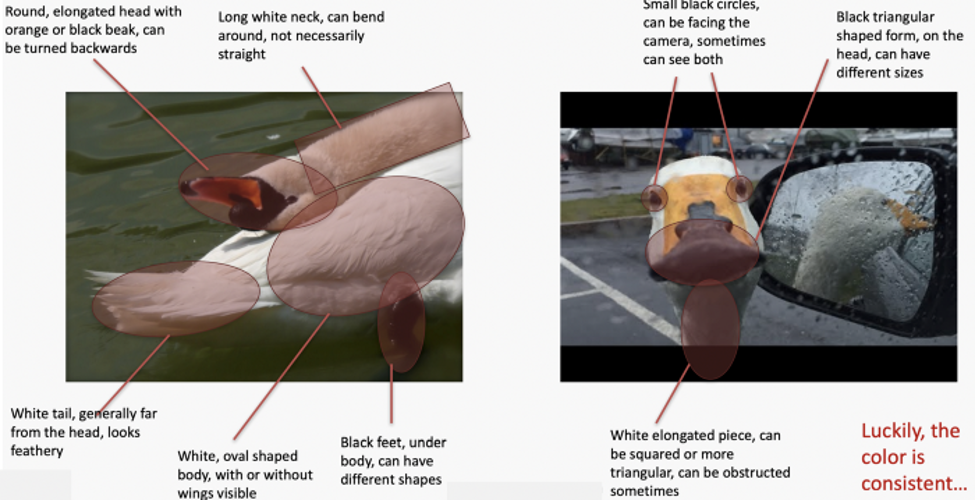 Round, elongated head with
orange or black beak, can
be turned backwards
Long white neck, can bend
around, not necessarily
straight
Small black circles,
can be facing the
camera, sometimes
can see both
Black triangular
shaped form, on the
head, can have
different sizes
White tail, generally far
from the head, looks
feathery
White, oval shaped
body, with or without
wings visible
Black feet, under
body, can have
different shapes
White elongated piece, can
be squared or more
triangular, can be obstructed
sometimes
Luckily, the
color is
consistent...